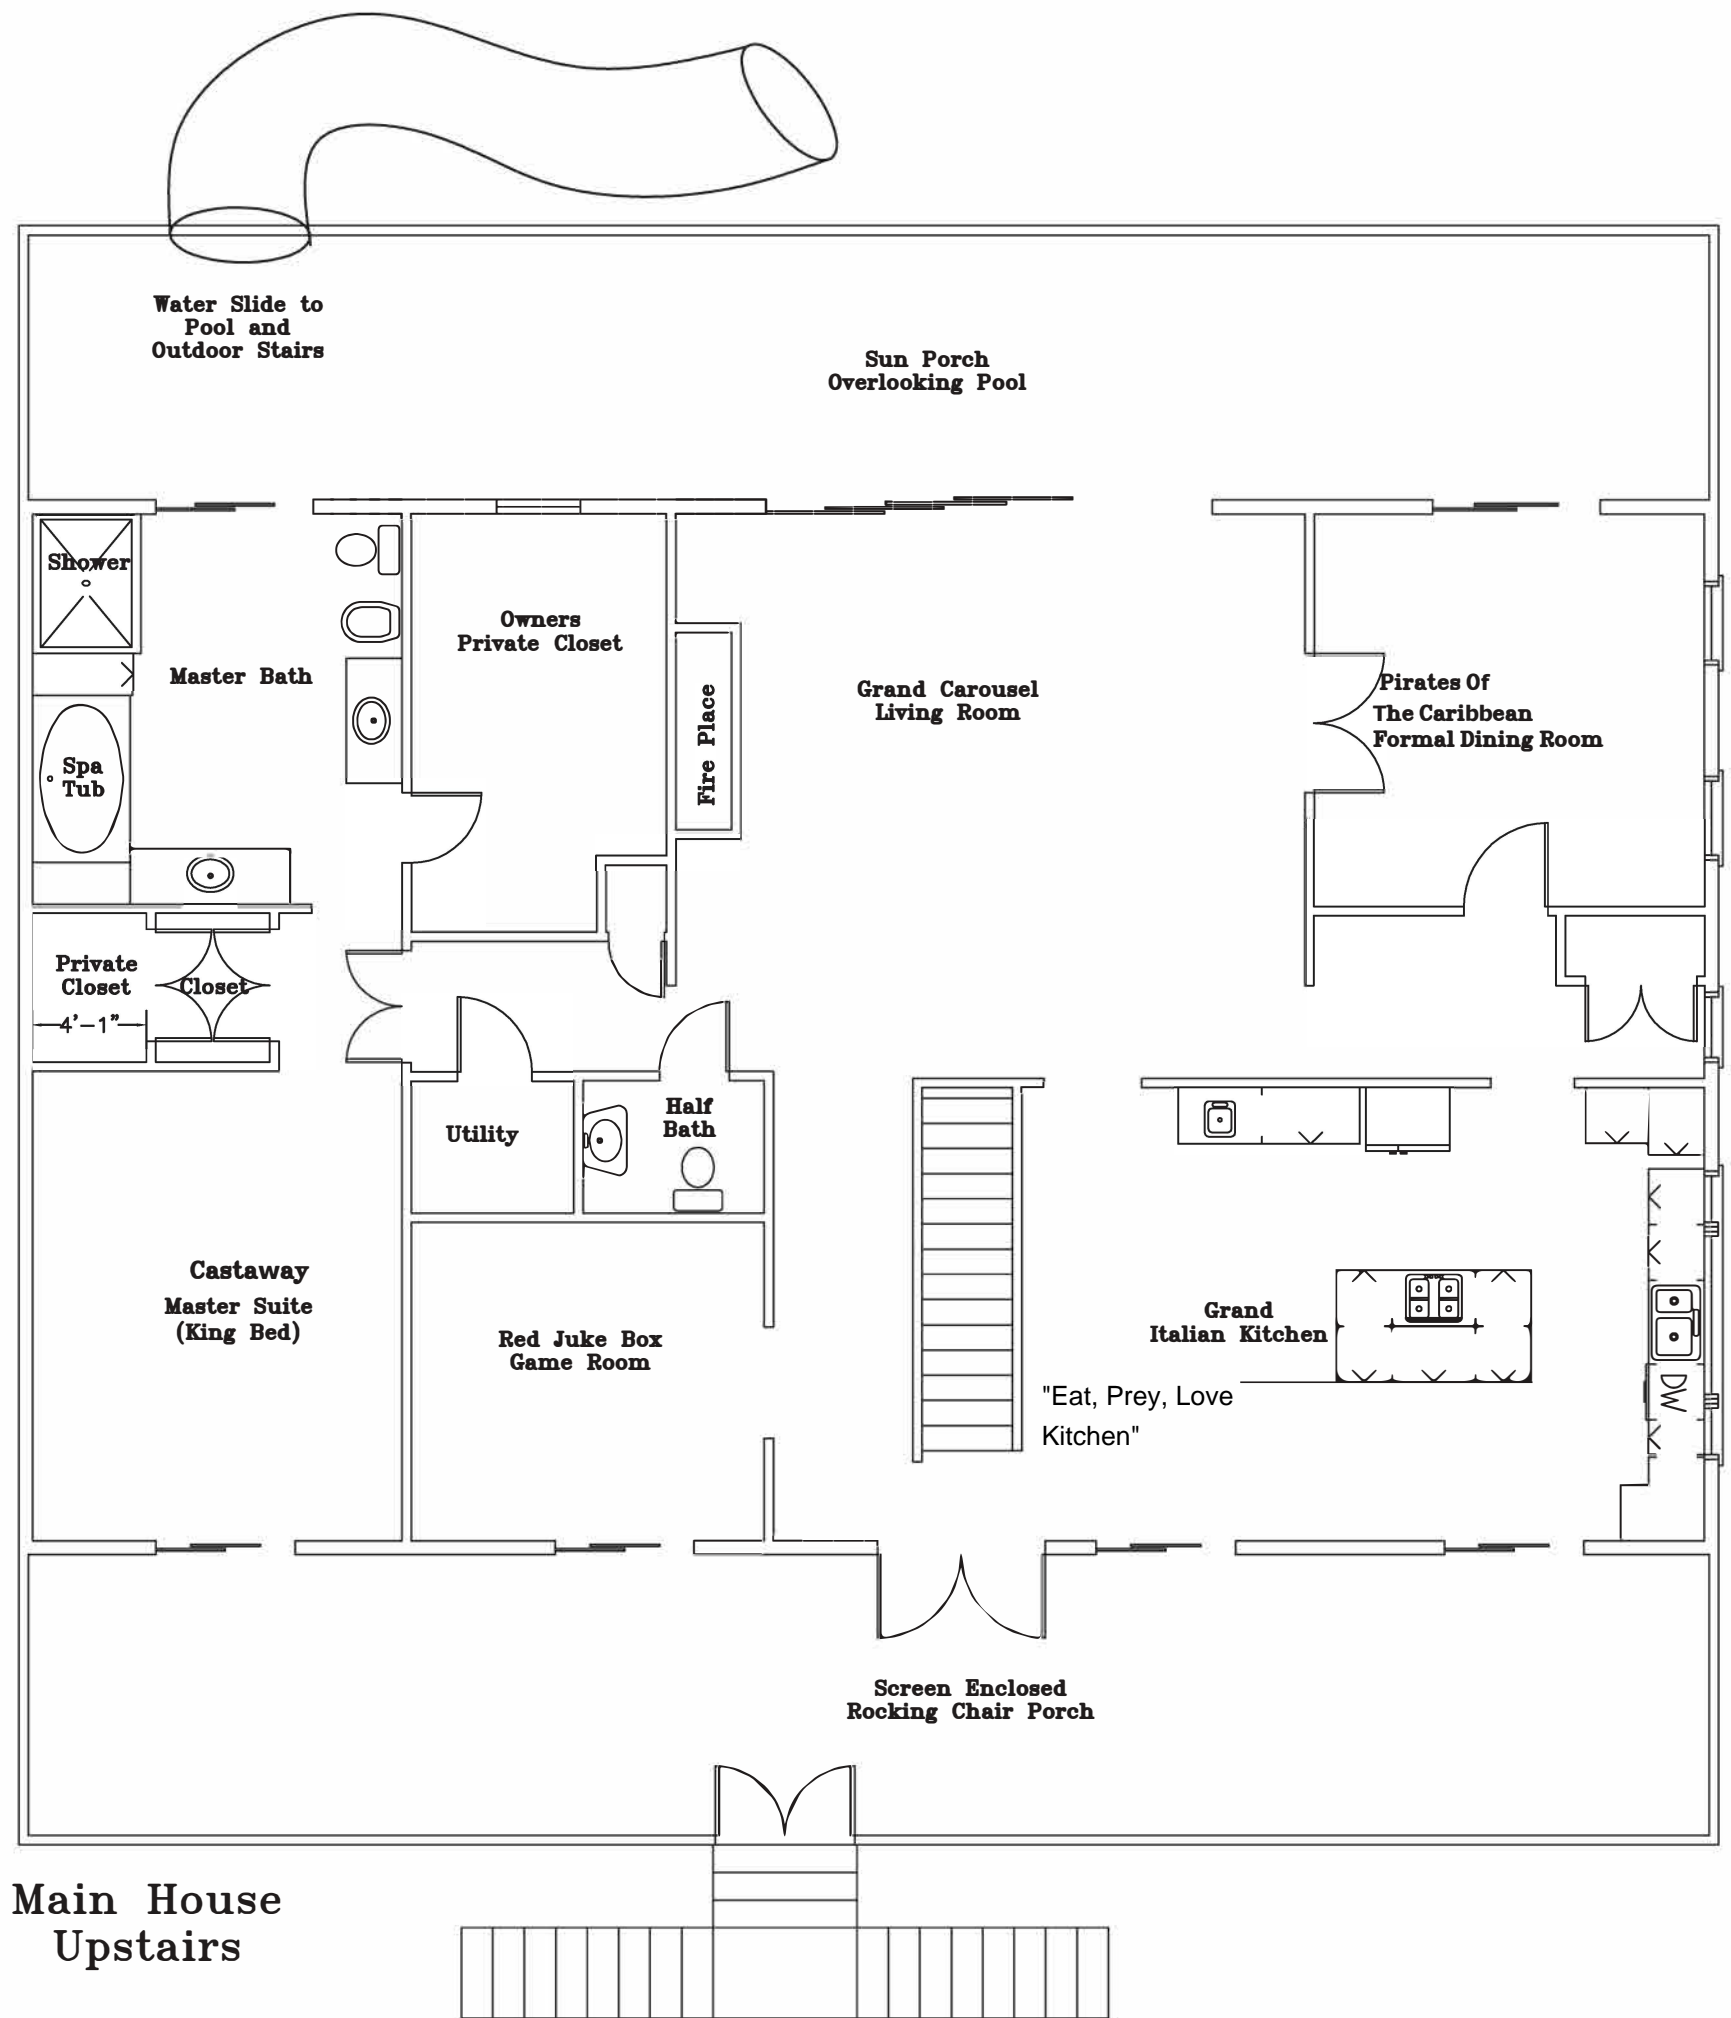 Water Slide to
Pool and
Outdoor Stairs
Sun Porch
Overlooking Pool
Shower
Master Bath
Spa
Tub
Owners
Private Closet
Fire Place
Grand Carousel
Living Room
Pirates Of
The Caribbean
Formal Dining Room
Private
Closet
4'-1"
Closet
Utility
Half
Bath
Castaway
Master Suite
(King Bed)
Red Juke Box
Game Room
Grand
Italian Kitchen
"Eat, Prey, Love
Kitchen"
DW
Screen Enclosed
Rocking Chair Porch
Main House
Upstairs